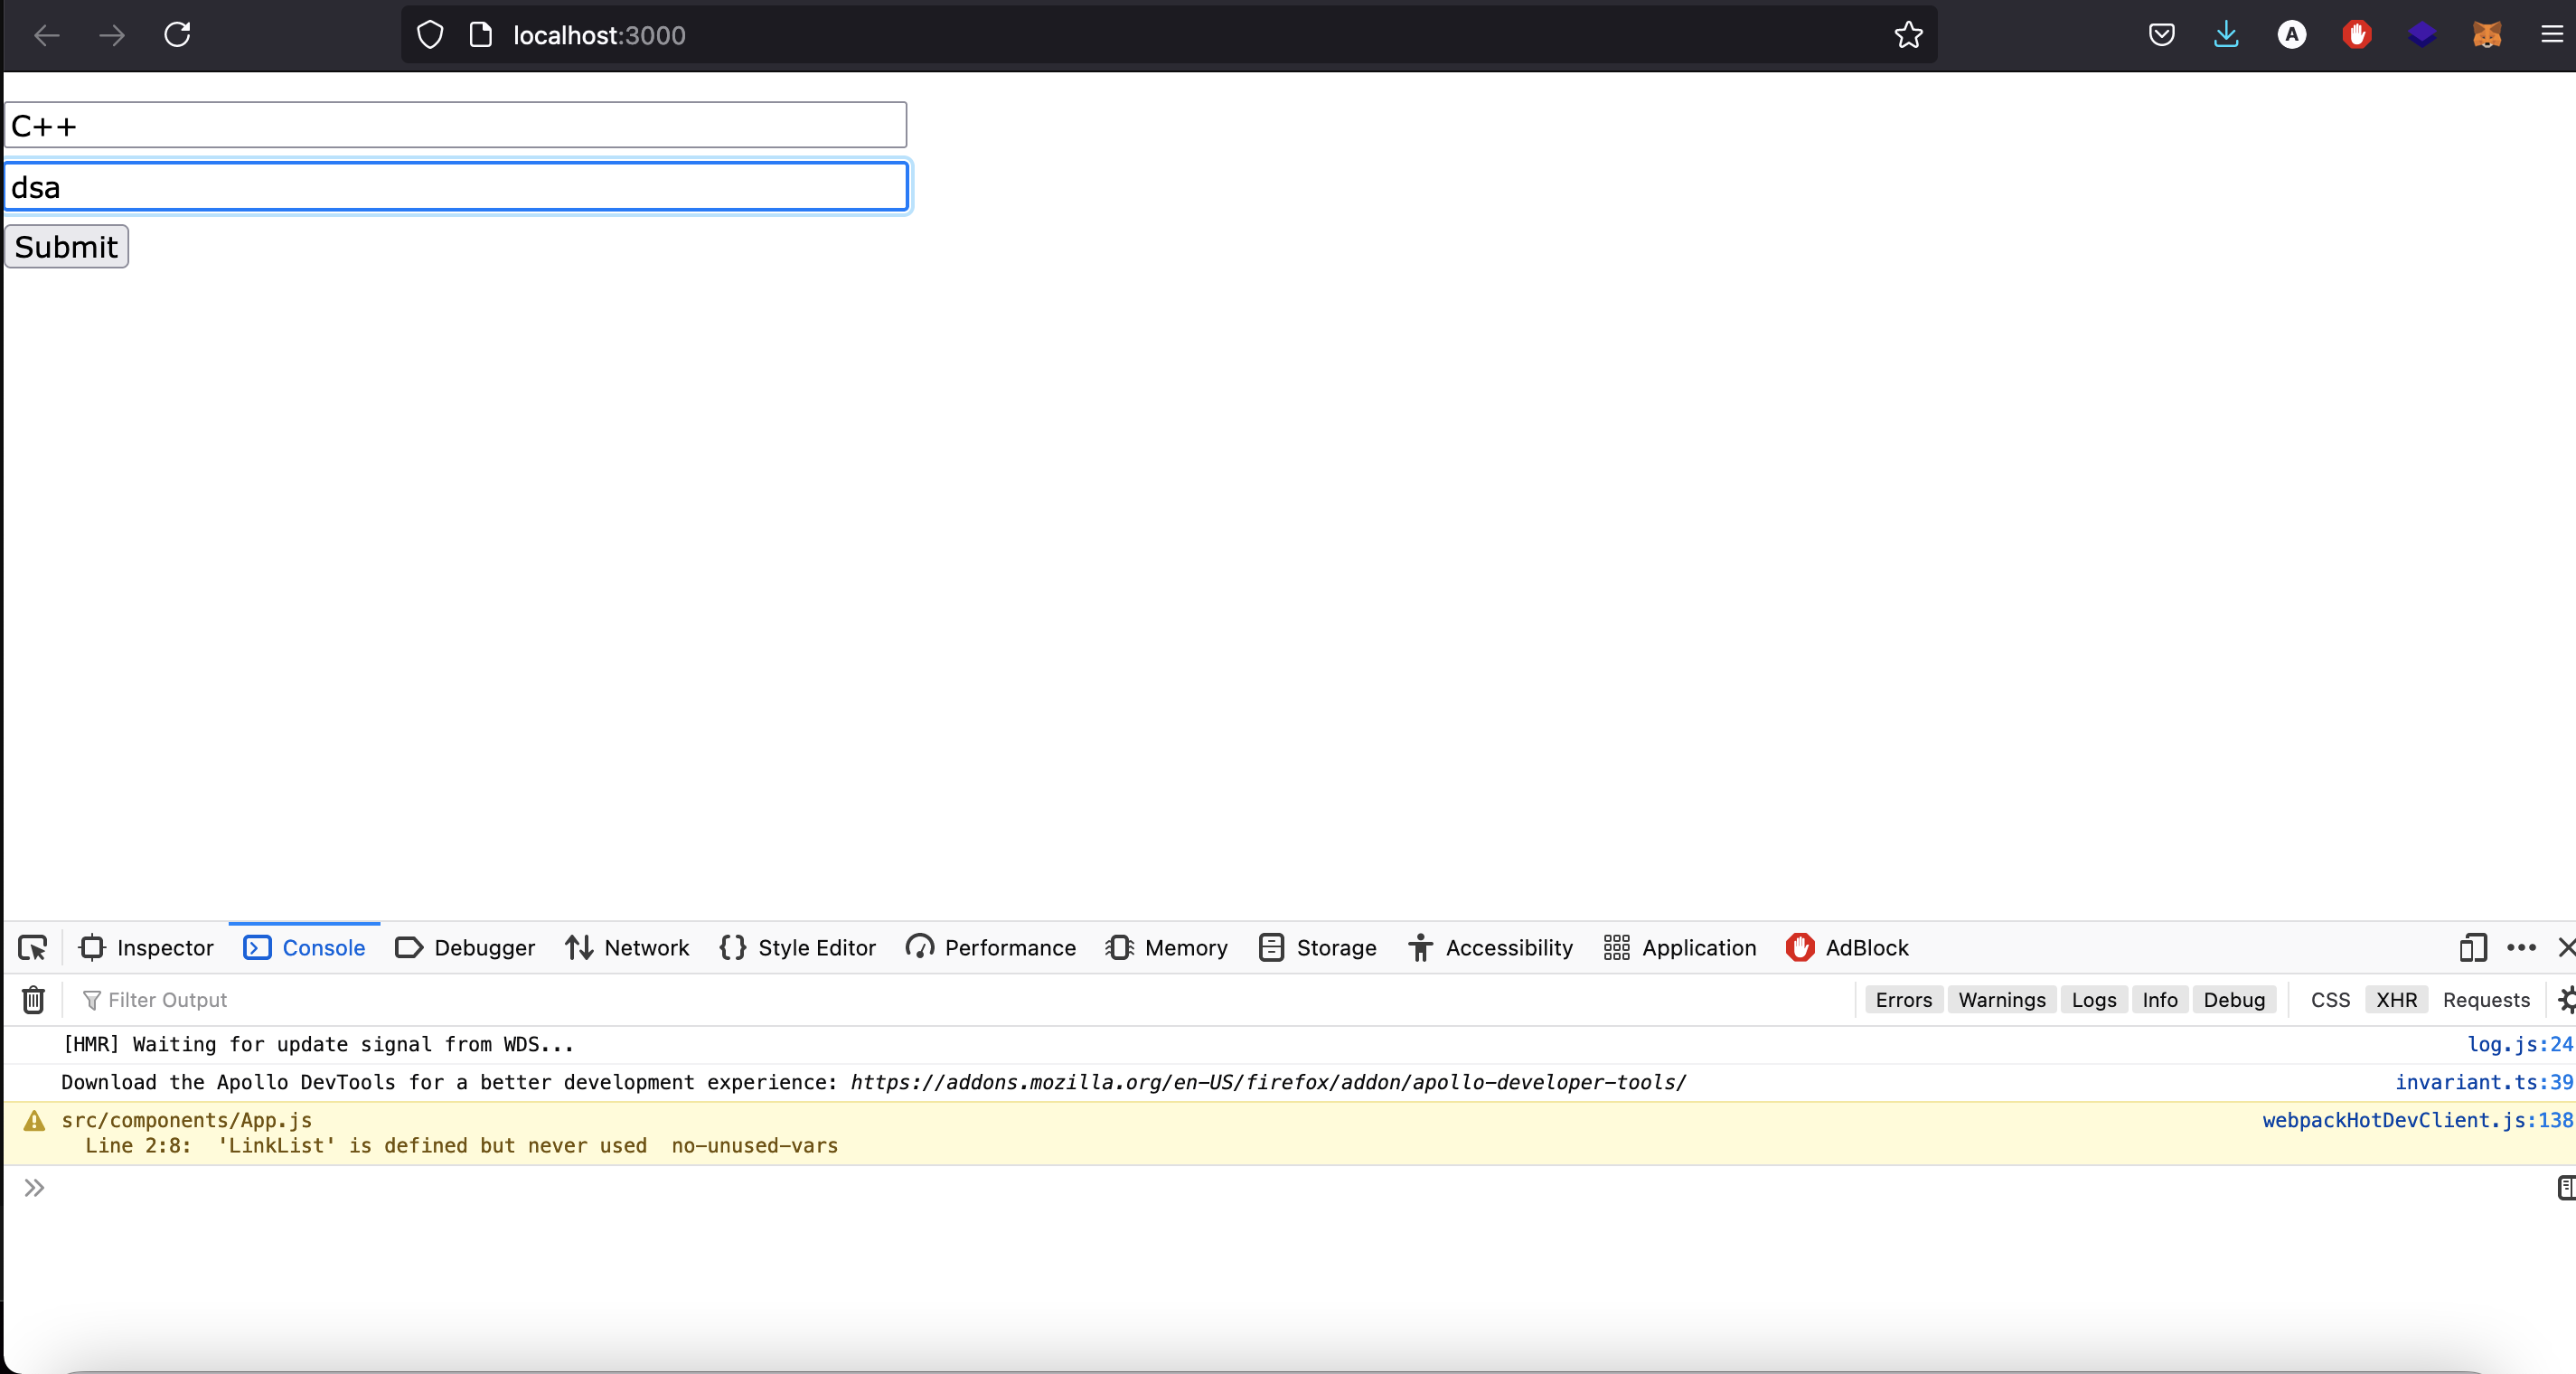 localhost:3000
A
C++
dsa
Submit
Inspector Console Debugger Network Style Editor Performance Memory Storage Accessibility Application AdBlock
Filter Output Errors Warnings Logs Info Debug CSS XHR Requests
[HMR] Waiting for update signal from WDS... log.js:24
Download the Apollo DevTools for a better development experience: https://addons.mozilla.org/en-US/firefox/addon/apollo-developer-tools/ invariant.ts:39
src/components/App.js webpackHotDevClient.js:138
Line 2:8: 'LinkList' is defined but never used no-unused-vars